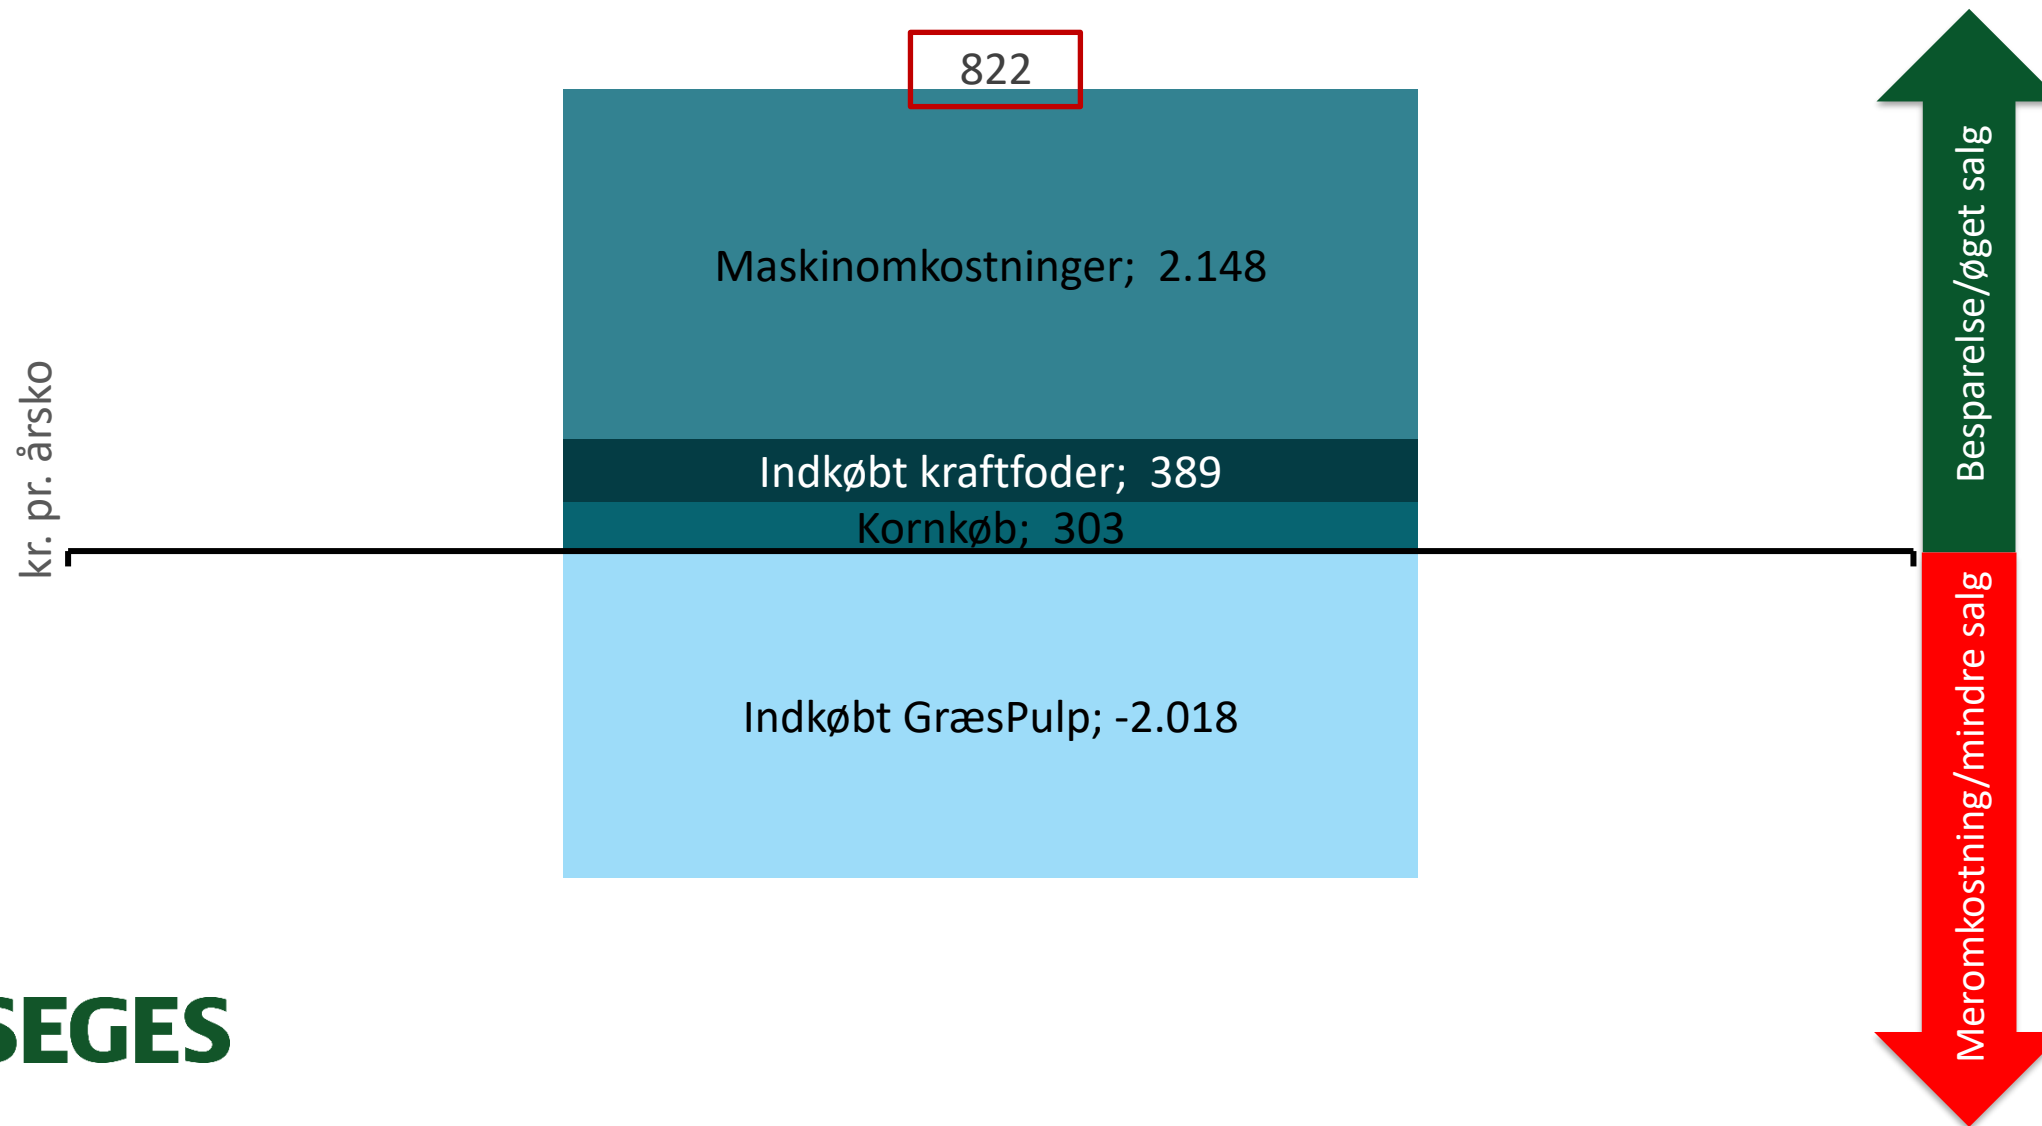 822
Maskinomkostninger; 2.148
Indkøbt kraftfoder; 389
Kornkøb; 303
Indkøbt GræsPulp; -2.018
kr. pr. årsko
Besparelse/øget salg
Meromkostning/mindre salg
SEGES